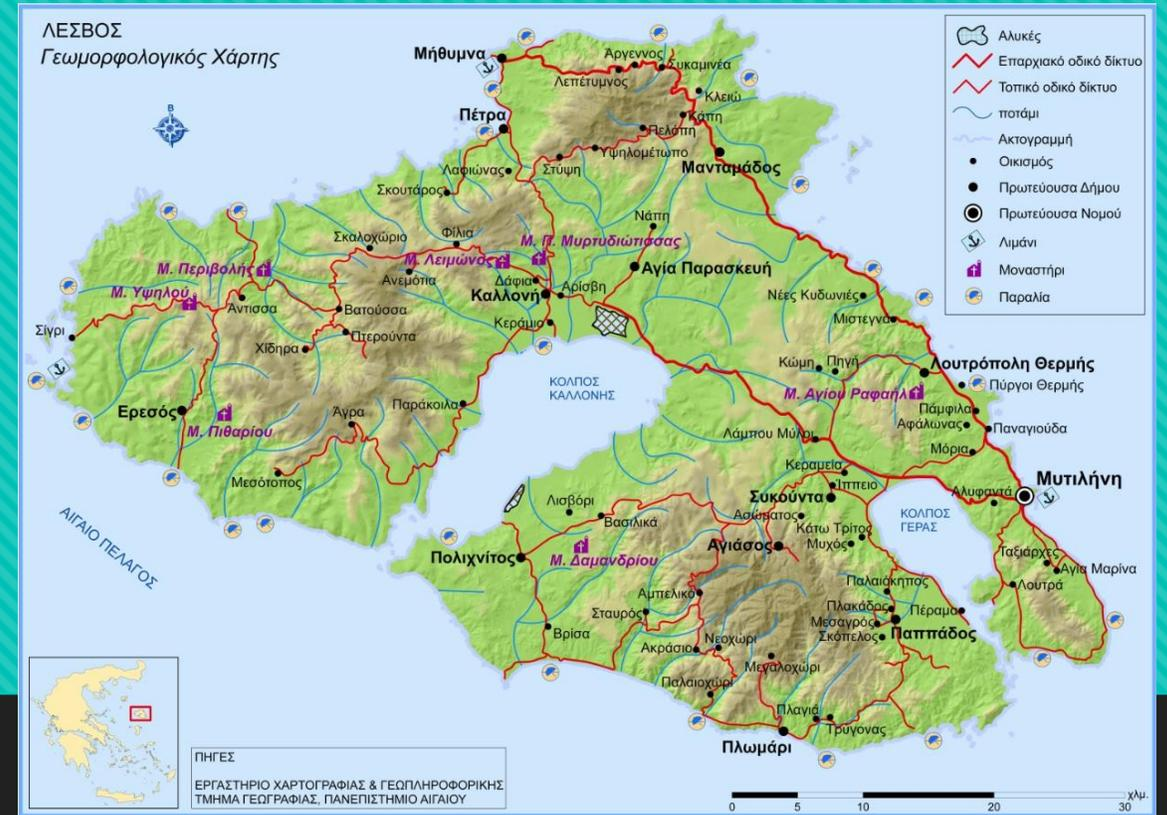 ΛΕΣΒΟΣ
Γεωμορφολογικός Χάρτης
Β
Αλυκές
Επαρχιακό οδικό δίκτυο
Τοπικό οδικό δίκτυο
ποτάμι
Ακτογραμμή
Οικισμός
Πρωτεύουσα Δήμου
Πρωτεύουσα Νομού
Λιμάνι
Μοναστήρι
Παραλία
Μήθυμνα
Άργεννος
Συκαμινέα
Λεπέτυμνος
Κλειώ
Πέτρα
Κάπη
Πελόπη
Υψηλομέτωπο
Μανταμάδος
Λαφιώνας
Στύψη
Σκουτάρος
Νάπη
Φίλια
Σκαλοχώριο
Μ. Π. Μυρτυδιώτισσας
Μ. Λειμώνος
Μ. Περιβολής
Ανεμότια
Δάφια
Αγία Παρασκευή
Μ. Υψηλού
Καλλονή
Αρίσβη
Νέες Κυδωνιές
Άντισσα
Βατούσσα
Κεράμιο
Μιστεγνα
Σίγρι
Πτερούντα
Χίδηρα
Κώμη
Πηγή
Λουτρόπολη Θερμής
ΚΟΛΠΟΣ
ΚΑΛΛΟΝΗΣ
Πύργοι Θερμής
Μ. Αγίου Ραφαήλ
Ερεσός
Άγρα
Παράκοιλα
Πάμφιλα
Αφάλωνας
Παναγιούδα
Μ. Πιθαρίου
Λάμπου Μύλοι
Μόρια
Μεσότοπος
Κεραμεία
Ίππειο
Μυτιλήνη
Λισβόρι
Συκούντα
Αλυφαντά
ΑΙΓΑΙΟ ΠΕΛΑΓΟΣ
Βασιλικά
Ασώματος
Κάτω Τρίτος
ΚΟΛΠΟΣ
ΓΕΡΑΣ
Πολιχνίτος
Μ. Δαμανδρίου
Αγιάσος
Μυχός
Ταξιάρχες
Αγία Μαρίνα
Παλαιόκηπος
Λουτρά
Αμπελικό
Σταυρός
Πλακάδος
Πέραμα
Μεσαγρός
Παππάδος
Σκόπελος
Βρίσα
Ακράσιο
Νεοχώρι
Μεγαλοχώρι
Παλαιοχώρι
Πλαγιά
Τρύγονας
Πλωμάρι
ΠΗΓΕΣ
ΕΡΓΑΣΤΗΡΙΟ ΧΑΡΤΟΓΡΑΦΙΑΣ & ΓΕΩΠΛΗΡΟΦΟΡΙΚΗΣ
ΤΜΗΜΑ ΓΕΩΓΡΑΦΙΑΣ, ΠΑΝΕΠΙΣΤΗΜΙΟ ΑΙΓΑΙΟΥ
χλμ.
0 5 10 20 30